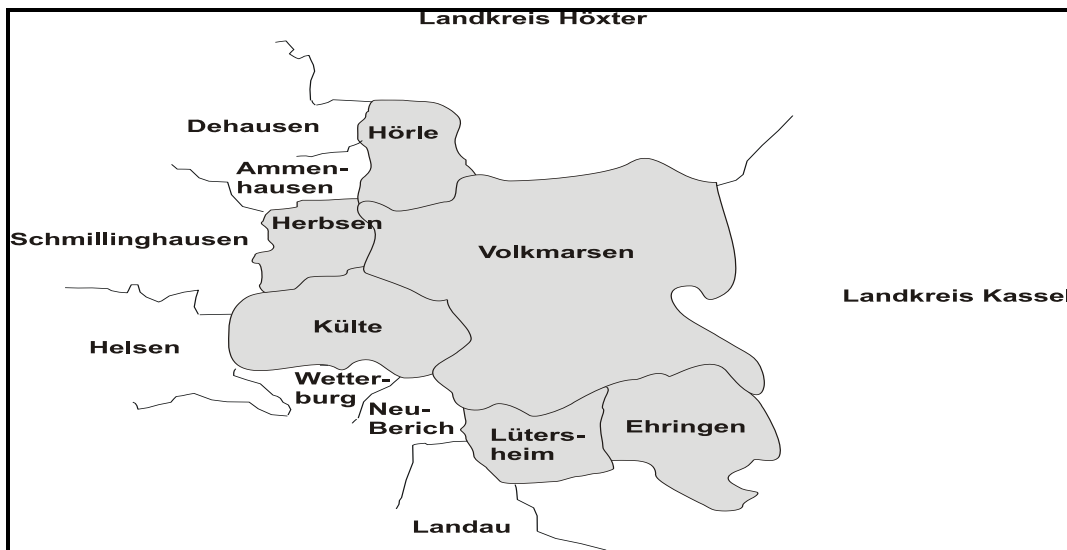 Landkreis Höxter
Dehausen
Hörle
Ammen-
hausen
Herbsen
Schmillinghausen
Volkmarsen
Landkreis Kassel
Külte
Helsen
Wetter-
burg
Neu-
Berich
Lüters-
heim
Ehringen
Landau